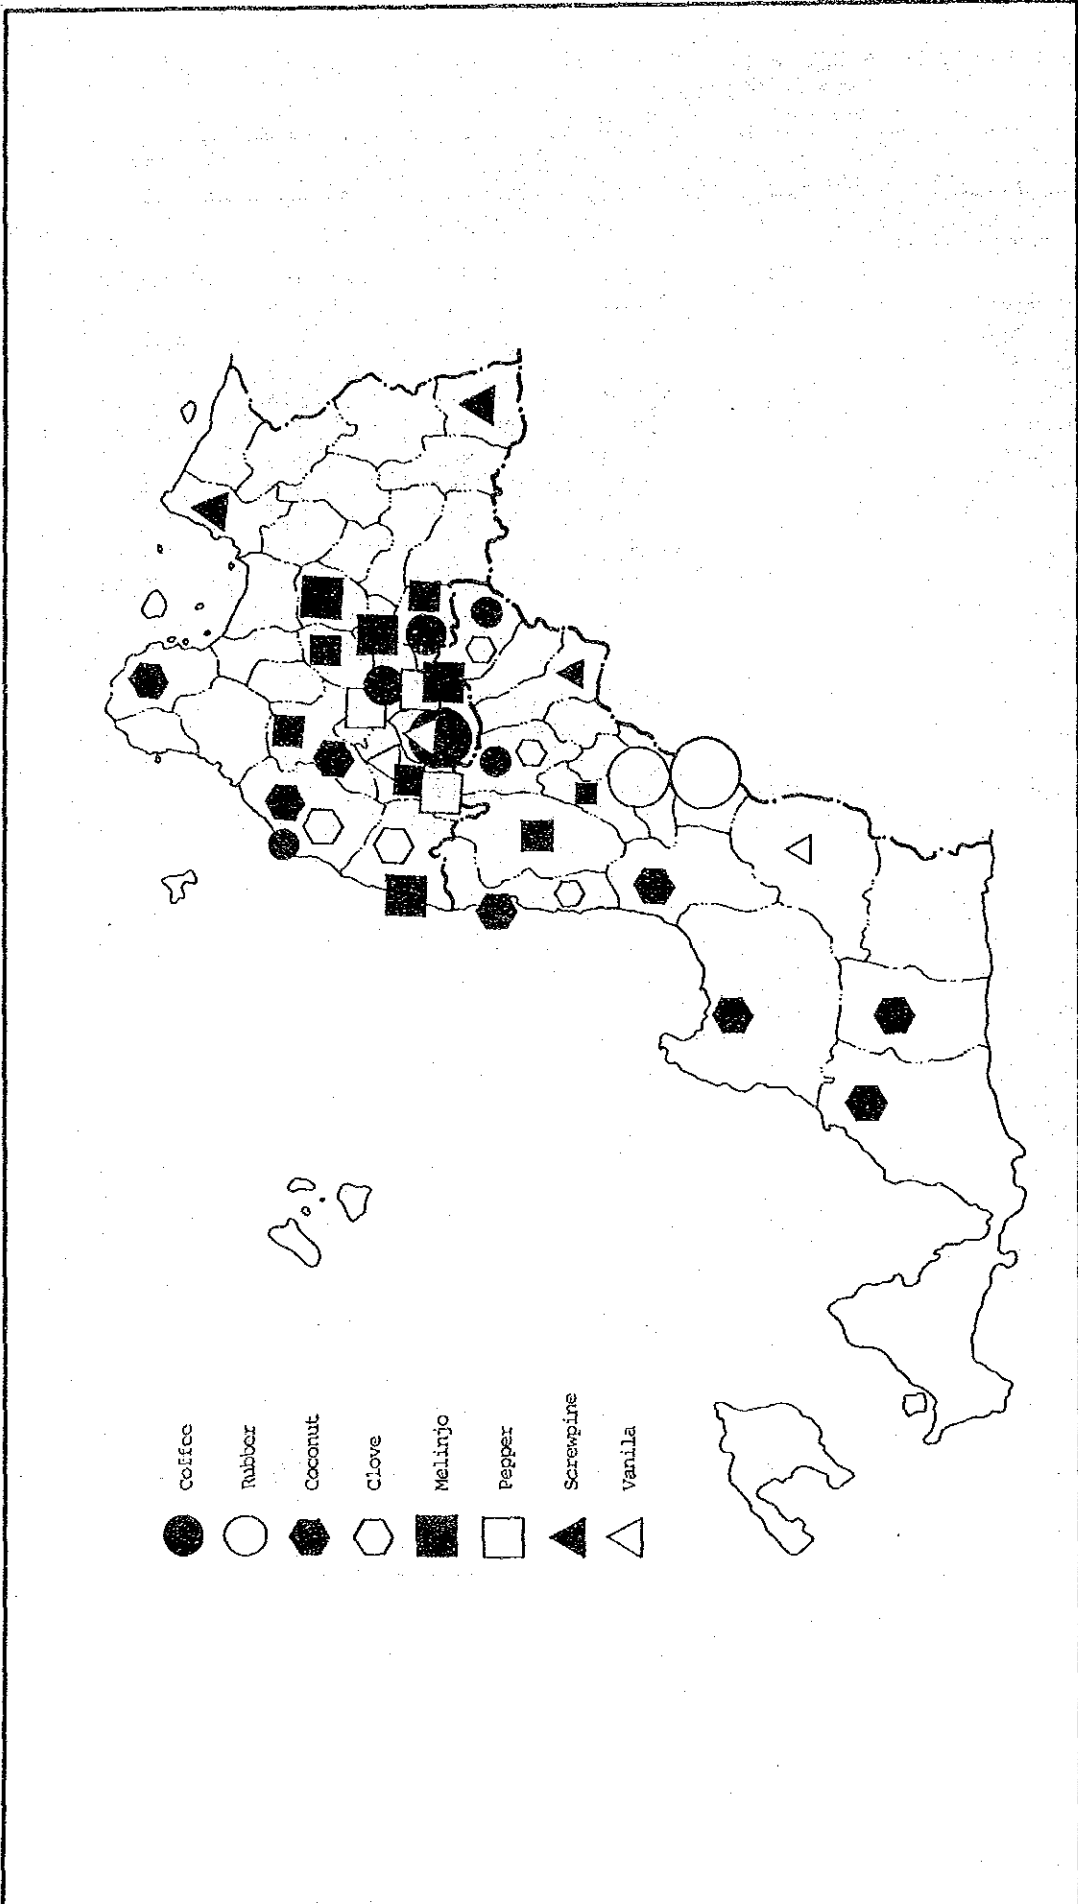 Coffee
Rubber
Coconut
Clove
Melinjo
Pepper
Screwpine
Vanila